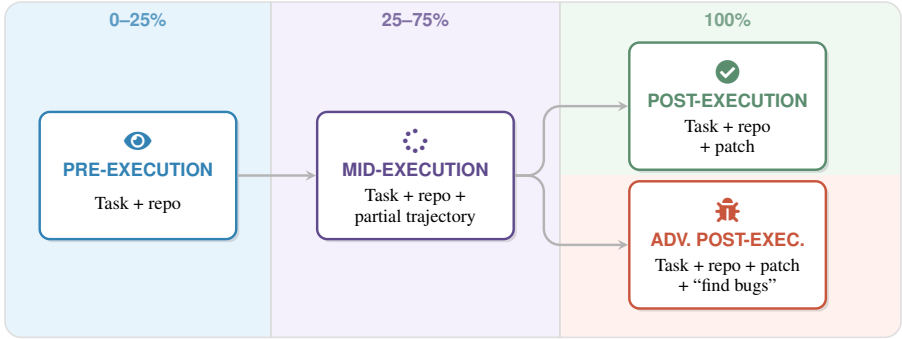 0–25%
25–75%
100%
PRE-EXECUTION
Task + repo
MID-EXECUTION
Task + repo +
partial trajectory
POST-EXECUTION
Task + repo
+ patch
ADV. POST-EXEC.
Task + repo + patch
+ “find bugs”